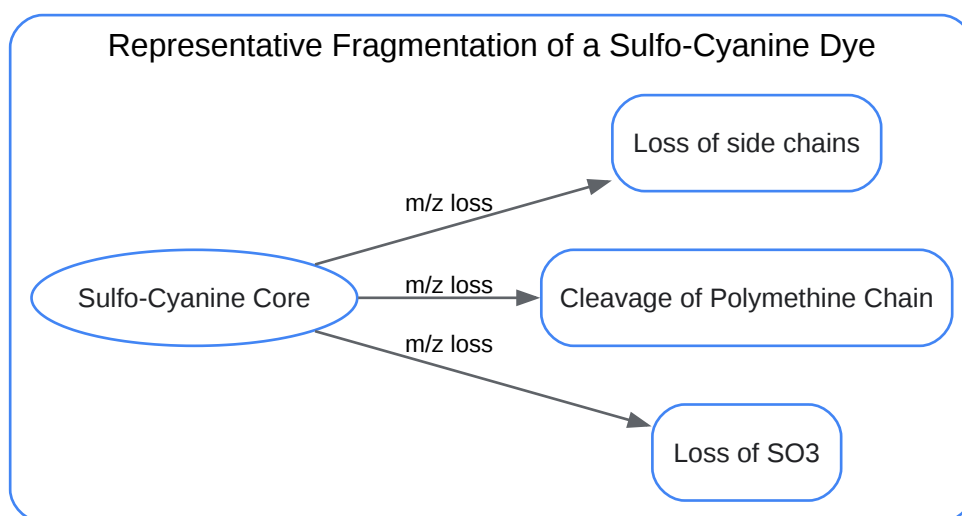 Representative Fragmentation of a Sulfo-Cyanine Dye
Loss of side chains
m/z loss
Sulfo-Cyanine Core
m/z loss
Cleavage of Polymethine Chain
m/z loss
Loss of SO3